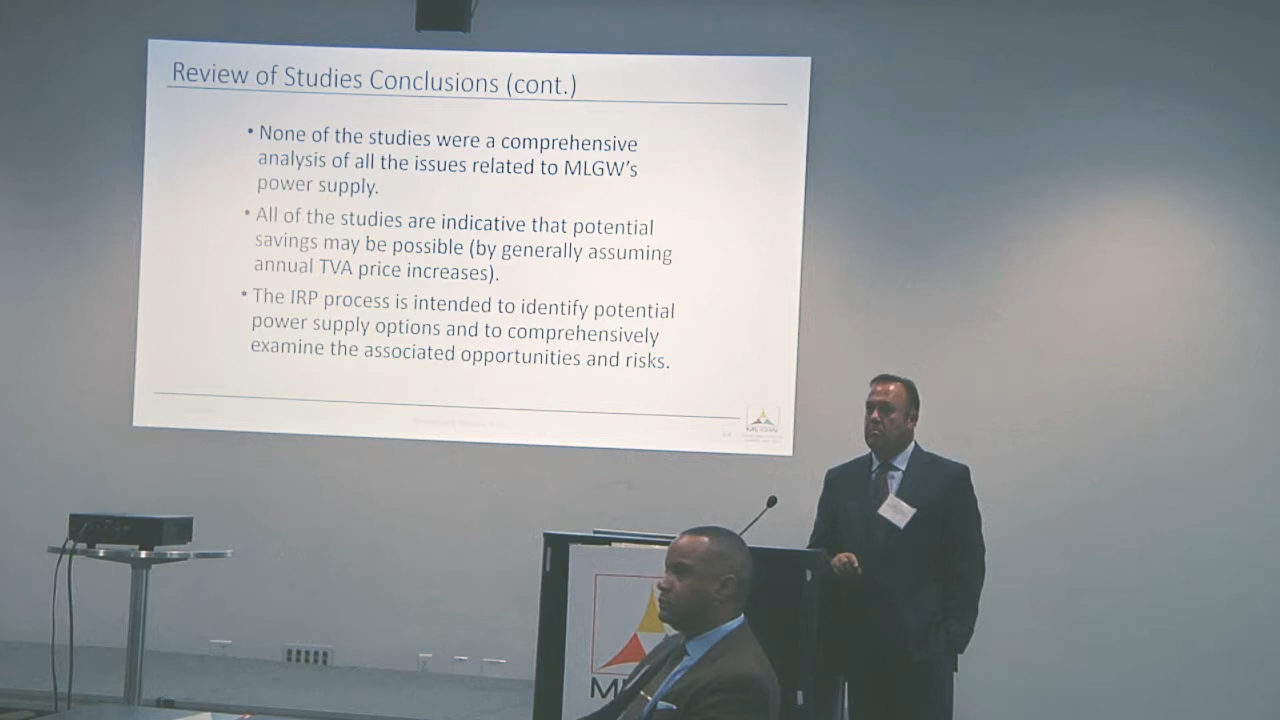 Review of Studies Conclusions (cont.)
• None of the studies were a comprehensive
analysis of all the issues related to MLGW's
power supply.
• All of the studies are indicative that potential
savings may be possible (by generally assuming
annual TVA price increases).
• The IRP process is intended to identify potential
power supply options and to comprehensively
examine the associated opportunities and risks.
MLGW